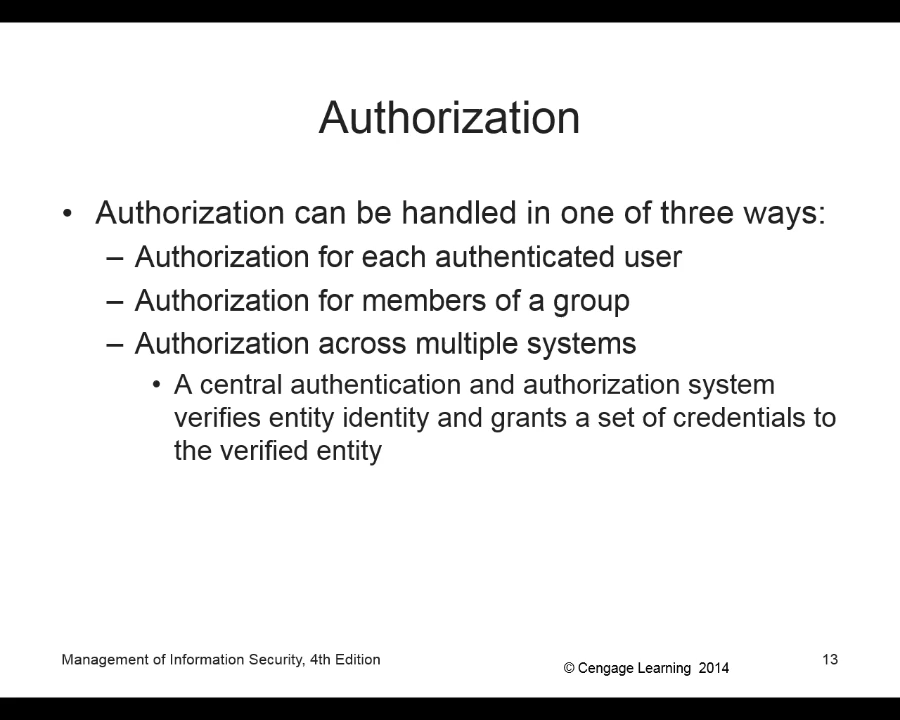 Authorization
• Authorization can be handled in one of three ways:
– Authorization for each authenticated user
– Authorization for members of a group
– Authorization across multiple systems
• A central authentication and authorization system
verifies entity identity and grants a set of credentials to
the verified entity
Management of Information Security, 4th Edition
© Cengage Learning 2014
13